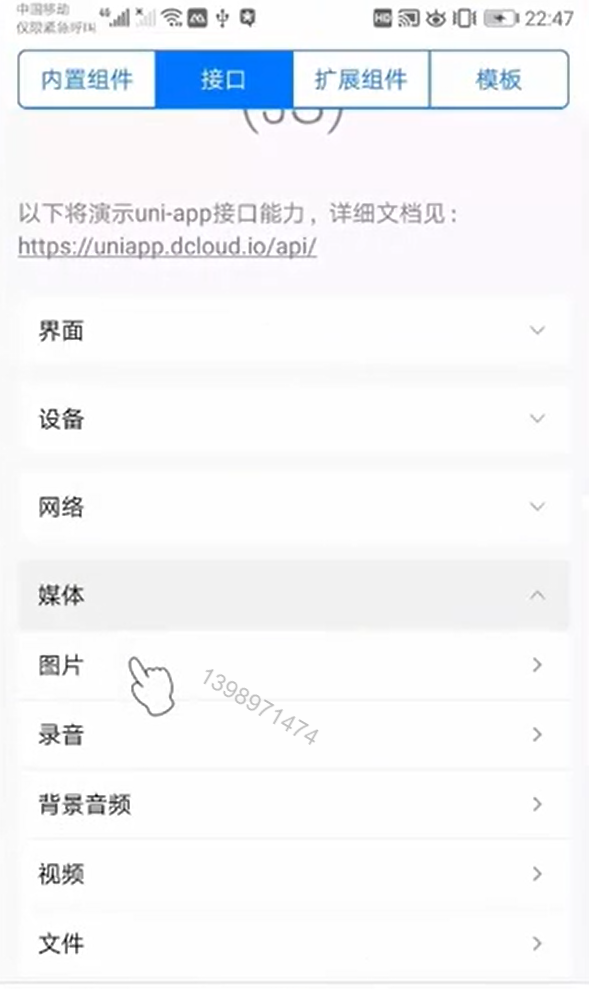 中国移动
仅限紧急呼叫
4G
HD
22:47
内置组件 接口 扩展组件 模板
以下将演示uni-app接口能力，详细文档见：
https://uniapp.dcloud.io/api/
界面
设备
网络
媒体
图片
1398971474
录音
背景音频
视频
文件